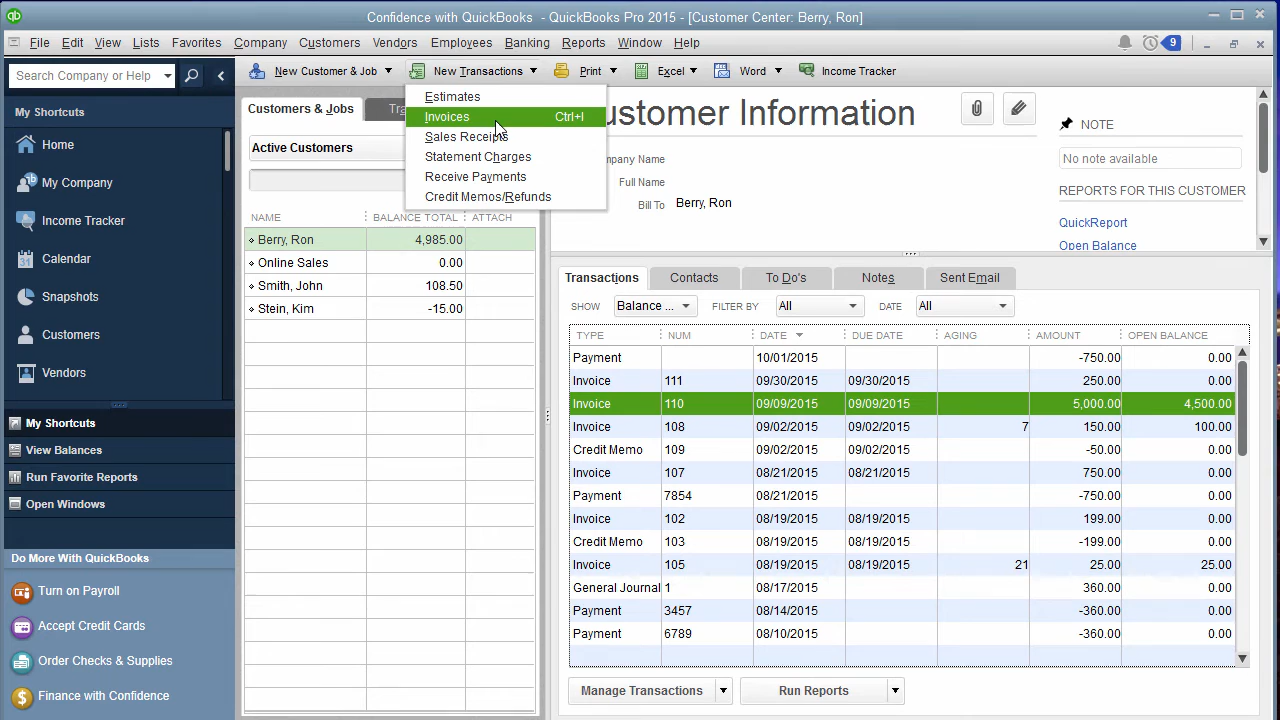 Confidence with QuickBooks - QuickBooks Pro 2015 - [Customer Center: Berry, Ron]
File Edit View Lists Favorites Company Customers Vendors Employees Banking Reports Window Help 9
Search Company or Help
New Customer & Job New Transactions Print Excel Word Income Tracker
My Shortcuts
Home
My Company
Income Tracker
Calendar
Snapshots
Customers
Vendors
My Shortcuts
View Balances
Run Favorite Reports
Open Windows
Do More With QuickBooks
Turn on Payroll
Accept Credit Cards
Order Checks & Supplies
Finance with Confidence
Customers & Jobs
Active Customers
NAME BALANCE TOTAL ATTACH
Berry, Ron 4,985.00
Online Sales 0.00
Smith, John 108.50
Stein, Kim -15.00
Estimates
Invoices Ctrl+I
Sales Receipts
Statement Charges
Receive Payments
Credit Memos/Refunds
ustomer Information
mpany Name
Full Name
Bill To Berry, Ron
NOTE
No note available
REPORTS FOR THIS CUSTOMER
QuickReport
Open Balance
Transactions Contacts To Do's Notes Sent Email
SHOW Balance ... FILTER BY All DATE All
TYPE NUM DATE DUE DATE AGING AMOUNT OPEN BALANCE
Payment 10/01/2015 -750.00 0.00
Invoice 111 09/30/2015 09/30/2015 250.00 0.00
Invoice 110 09/09/2015 09/09/2015 5,000.00 4,500.00
Invoice 108 09/02/2015 09/02/2015 7 150.00 100.00
Credit Memo 109 09/02/2015 09/02/2015 -50.00 0.00
Invoice 107 08/21/2015 08/21/2015 750.00 0.00
Payment 7854 08/21/2015 -750.00 0.00
Invoice 102 08/19/2015 08/19/2015 199.00 0.00
Credit Memo 103 08/19/2015 08/19/2015 -199.00 0.00
Invoice 105 08/19/2015 08/19/2015 21 25.00 25.00
General Journal 1 08/17/2015 360.00 0.00
Payment 3457 08/14/2015 -360.00 0.00
Payment 6789 08/10/2015 -360.00 0.00
Manage Transactions Run Reports